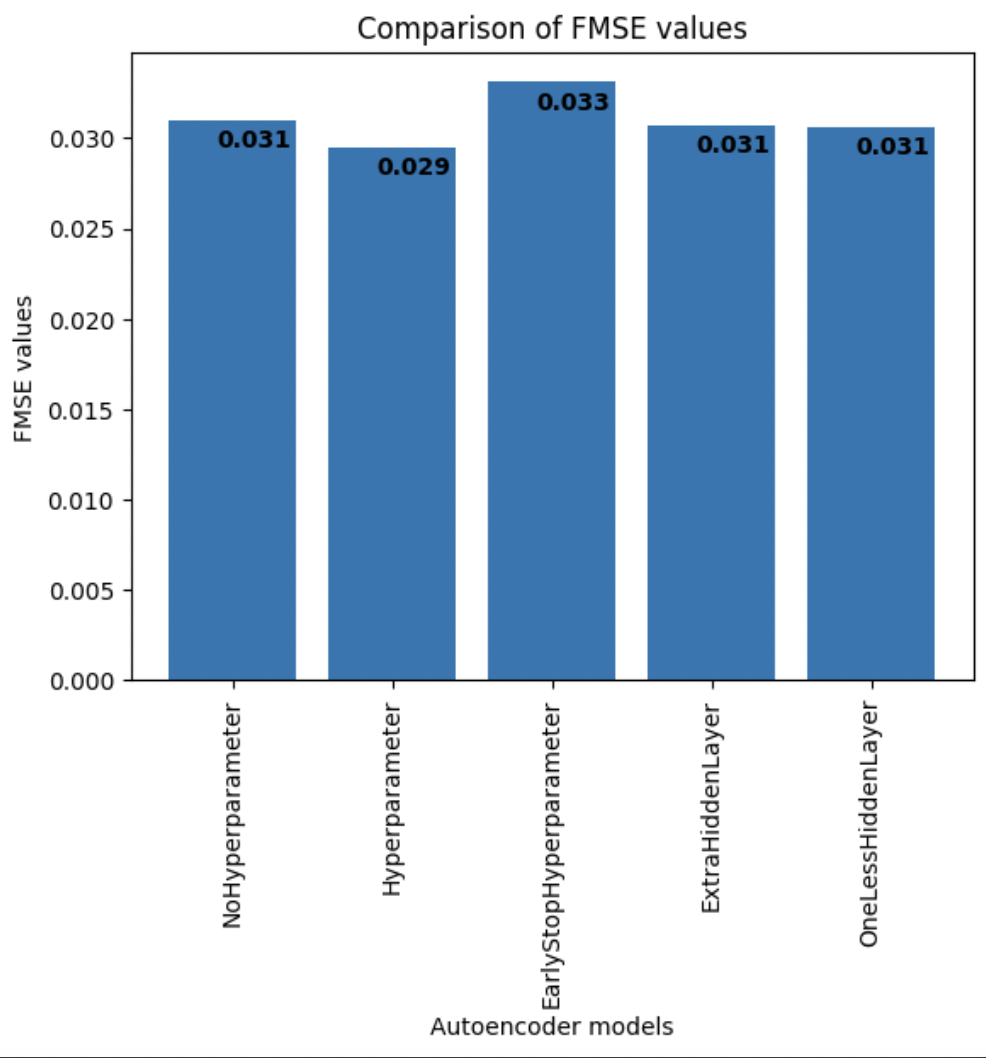 Comparison of FMSE values
FMSE values
0.030
0.025
0.020
0.015
0.010
0.005
0.000
0.031
0.029
0.033
0.031
0.031
NoHyperparameter
Hyperparameter
EarlyStopHyperparameter
ExtraHiddenLayer
OneLessHiddenLayer
Autoencoder models